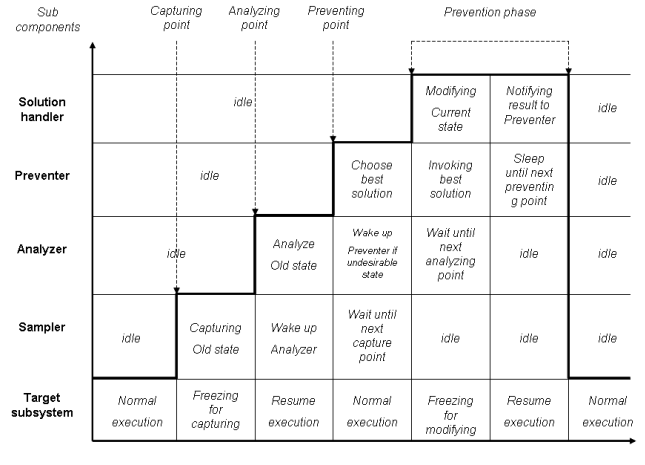 Sub
components
Capturing
point
Analyzing
point
Preventing
point
Prevention phase
Solution
handler
idle
Modifying
Current
state
Notifying
result to
Preventer
idle
Preventer
idle
Choose
best
solution
Invoking
best
solution
Sleep
until next
preventin
g point
idle
Analyzer
idle
Analyze
Old state
Wake up
Preventer if
undesirable
state
Wait until
next
analyzing
point
idle
idle
Sampler
idle
Capturing
Old state
Wake up
Analyzer
Wait until
next
capture
point
idle
idle
idle
Target
subsystem
Normal
execution
Freezing
for
capturing
Resume
execution
Normal
execution
Freezing
for
modifying
Resume
execution
Normal
execution